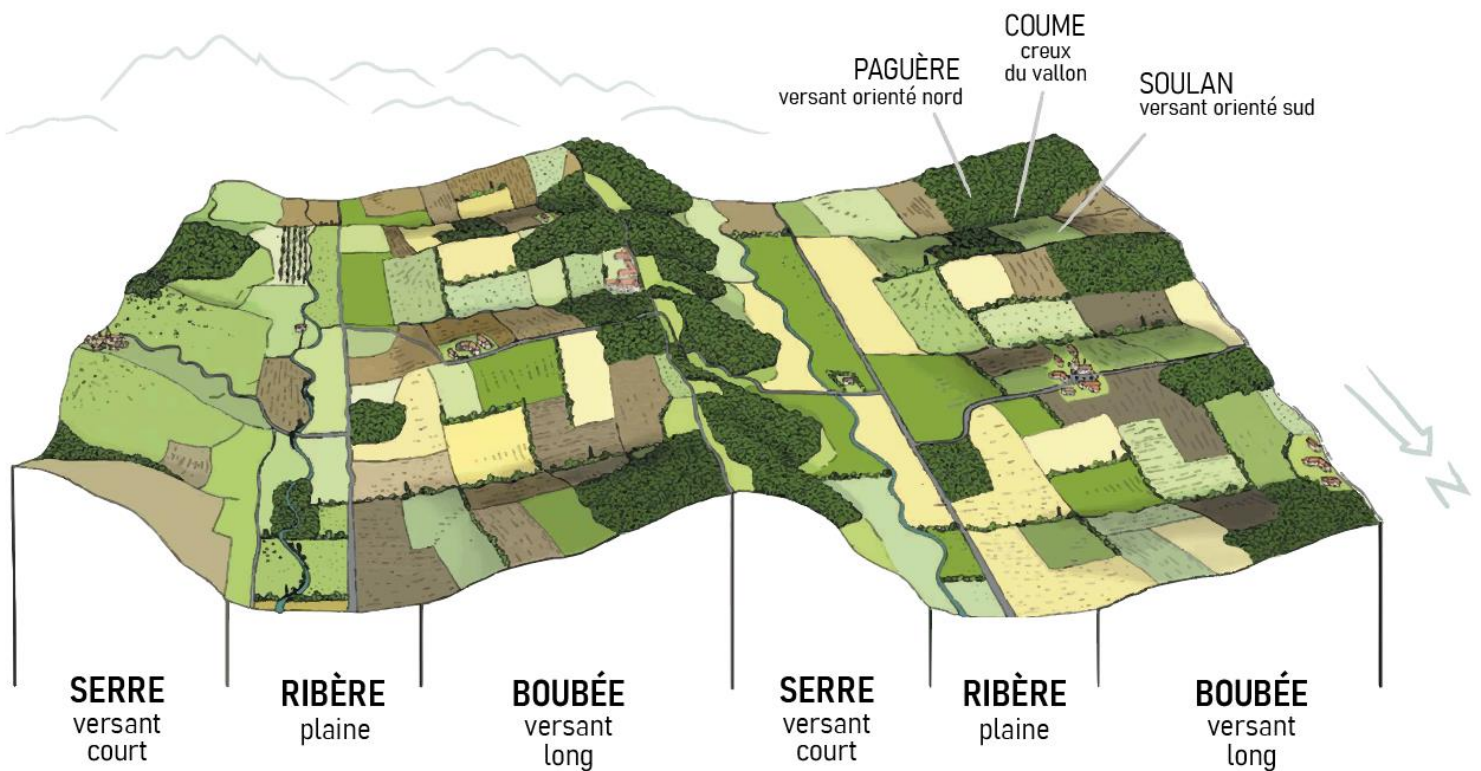 COUME
creux
du vallon
PAGUÈRE
versant orienté nord
SOULAN
versant orienté sud
N
SERRE
versant
court
RIBÈRE
plaine
BOUBÉE
versant
long
SERRE
versant
court
RIBÈRE
plaine
BOUBÉE
versant
long